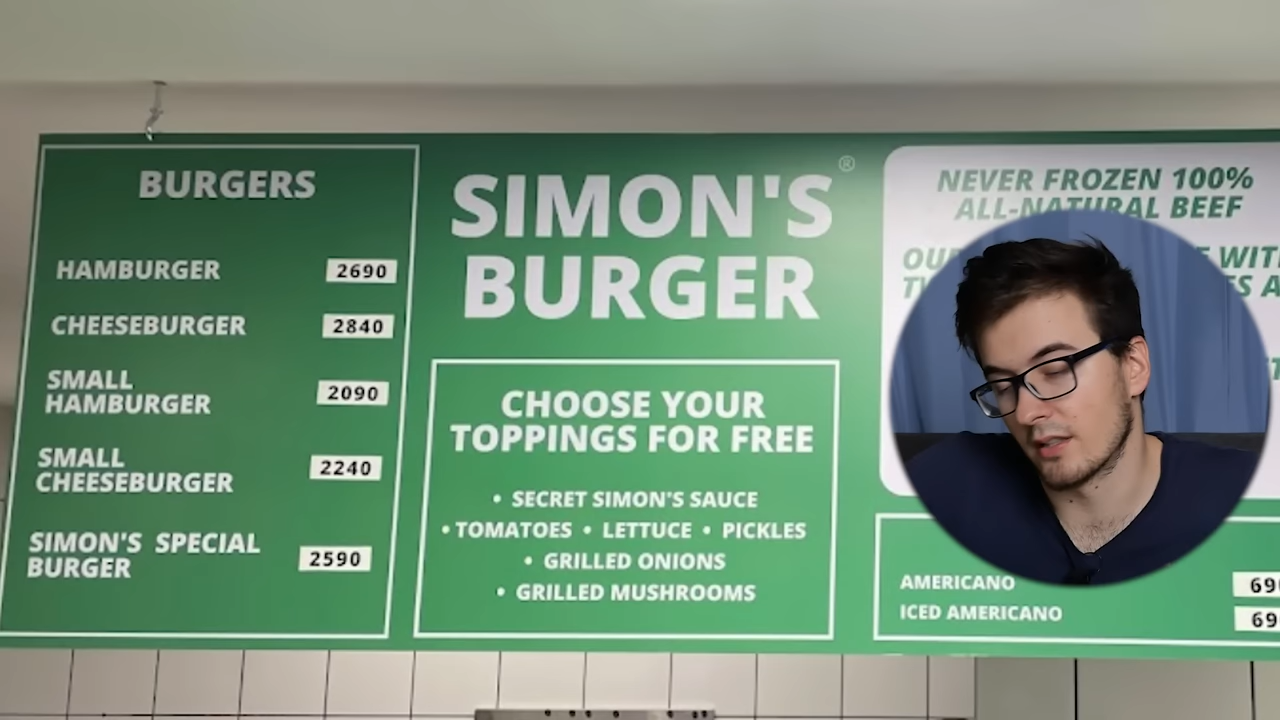 BURGERS
HAMBURGER 2690
CHEESEBURGER 2840
SMALL
HAMBURGER 2090
SMALL
CHEESEBURGER 2240
SIMON'S SPECIAL
BURGER 2590
SIMON'S ®
BURGER
CHOOSE YOUR
TOPPINGS FOR FREE
• SECRET SIMON'S SAUCE
• TOMATOES • LETTUCE • PICKLES
• GRILLED ONIONS
• GRILLED MUSHROOMS
NEVER FROZEN 100%
ALL-NATURAL BEEF
AMERICANO
ICED AMERICANO